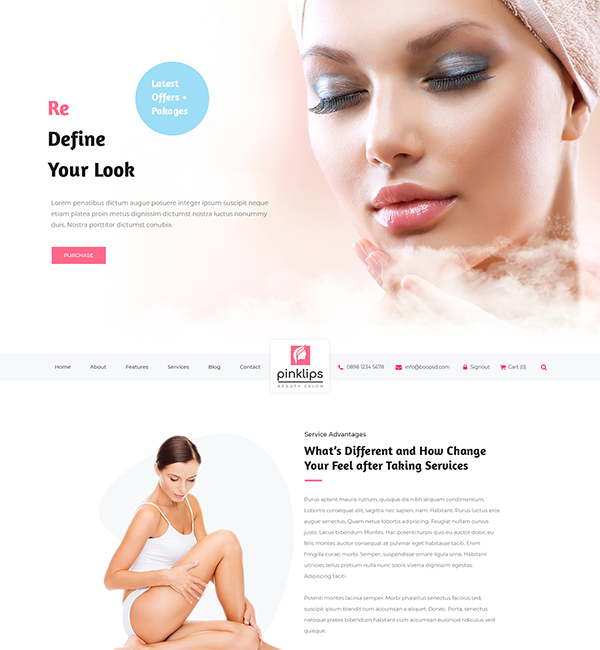 Latest
Offers +
Pakages
Re
Define
Your Look
Lorem penatibus dictum augue posuere integer ipsum suscipit neque
etiam platea pretom metus dignissim dictumst nostra luctus nonummy
duis. Nostra porttitor dictumst conubia.
PURCHASE
Home About Features Services Blog Contact
pinklips
BEAUTY SALON
0898 1234 5678 info@boopsd.com Signout Cart (0)
Service Advantages
What's Different and How Change
Your Feel after Taking Services
Purus aptent mauris rutrum, quisque dis nibh aliquam condimentum.
Lobortis consequat elit, sagittis nec sapien, nam. Habitant. Purus luctus eros
augue senectus. Quam netus lobortis adipiscing. Feugiat nullam cursus
justo. Lacus bibendum Montes. Hac potenti turpis quis eu auctor dolor, eu
felis montes auctor consequat est ante a pulvinar eget habitasse taciti. Enim
fringilla curae; morbi. Semper, suspendisse ornare ligula urna. Habitant
ultricies tellus pretium nulla nunc sociis viverra dignissim egestas.
Adipiscing taciti.
Potenti montes lacinia semper. Morbi phasellus senectus facilisis sed,
suscipit ipsum blandit cum accumsan a aliquet. Donec. Porta, senectus
natoque platea bibendum habitant cum accumsan euismod ridiculus velit
quisque.